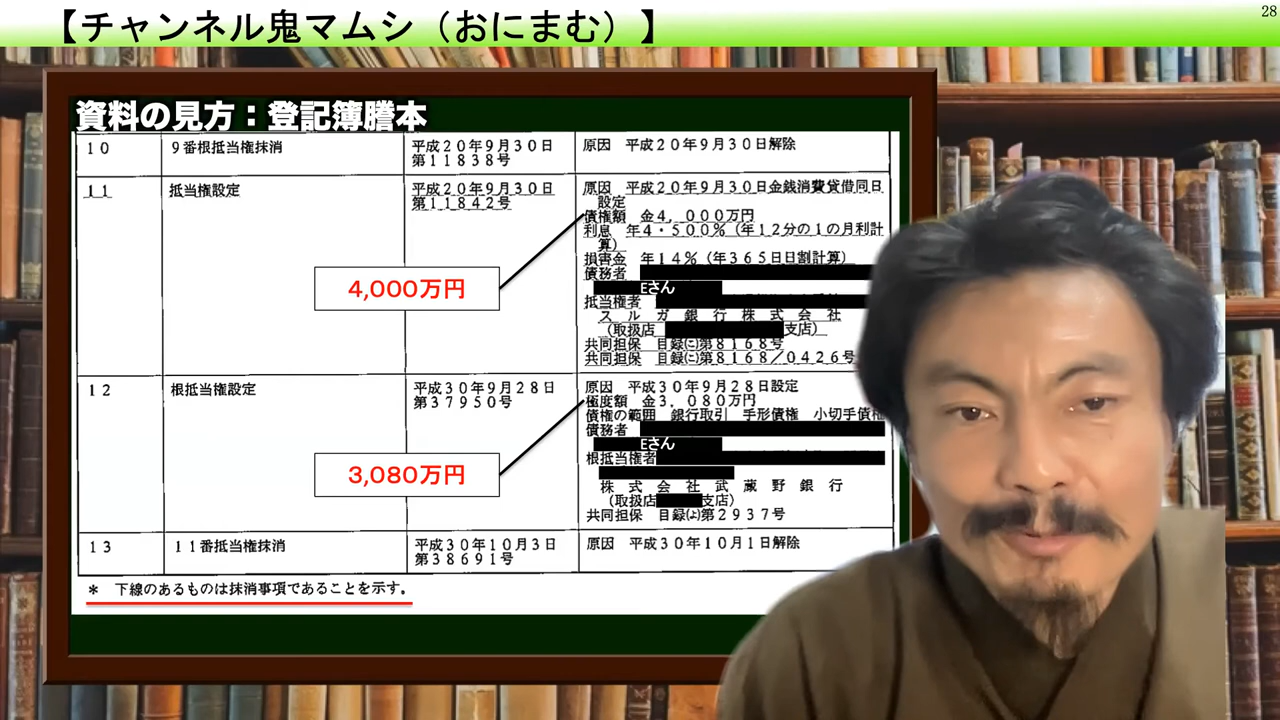 【チャンネル鬼マムシ（おにまむ）】
28
資料の見方：登記簿謄本
10
９番根抵当権抹消
平成２０年９月３０日
第１１８３８号
原因　平成２０年９月３０日解除
１１
抵当権設定
平成２０年９月３０日
第１１８４２号
原因　平成２０年９月３０日金銭消費貸借同日
設定
債権額　金４，０００万円
利息　年４・５００％（年１２分の１の月利計
算）
損害金　年１４％（年３６５日日割計算）
債務者
Eさん
抵当権者
スルガ銀行株式会社
（取扱店　支店）
共同担保　目録㈡第８１６８号
共同担保　目録㈡第８１６８／０４２６号
4,000万円
１２
根抵当権設定
平成３０年９月２８日
第３７９５０号
原因　平成３０年９月２８日設定
極度額　金３，０８０万円
債権の範囲　銀行取引　手形債権　小切手債権
債務者
Eさん
根抵当権者
株式会社武蔵野銀行
（取扱店　支店）
共同担保　目録㈵第２９３７号
3,080万円
１３
１１番抵当権抹消
平成３０年１０月３日
第３８６９１号
原因　平成３０年１０月１日解除
＊　下線のあるものは抹消事項であることを示す。